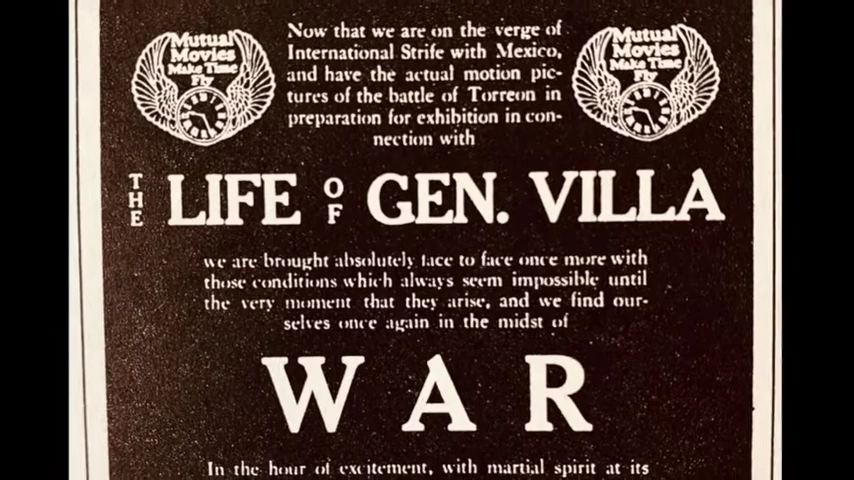 Mutual
Movies
Make Time
Fly
Now that we are on the verge of
International Strife with Mexico,
and have the actual motion pic-
tures of the battle of Torreon in
preparation for exhibition in con-
nection with
Mutual
Movies
Make Time
Fly
THE LIFE OF GEN. VILLA
we are brought absolutely face to face once more with
those conditions which always seem impossible until
the very moment that they arise, and we find our-
selves once again in the midst of
WAR
In the hour of excitement, with martial spirit at its